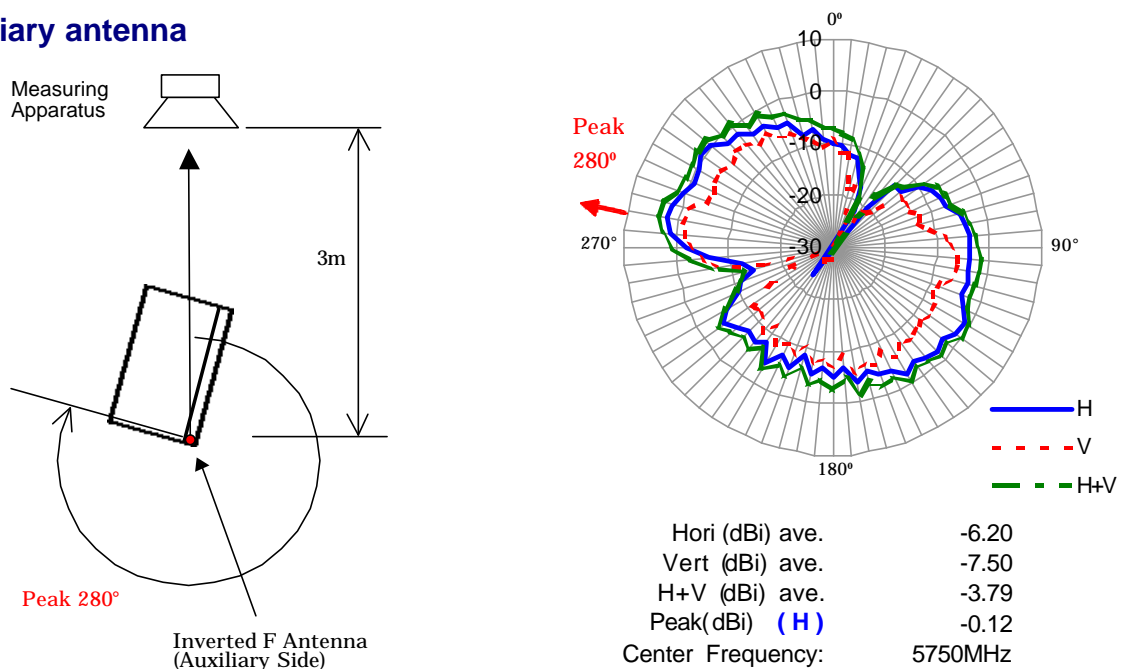 iary antenna
Measuring
Apparatus
3m
Peak 280°
Inverted F Antenna
(Auxiliary Side)
0°
10
0
-10
-20
-30
Peak
280°
270°
90°
180°
H
V
H+V
Hori (dBi) ave. -6.20
Vert (dBi) ave. -7.50
H+V (dBi) ave. -3.79
Peak(dBi) (H) -0.12
Center Frequency: 5750MHz